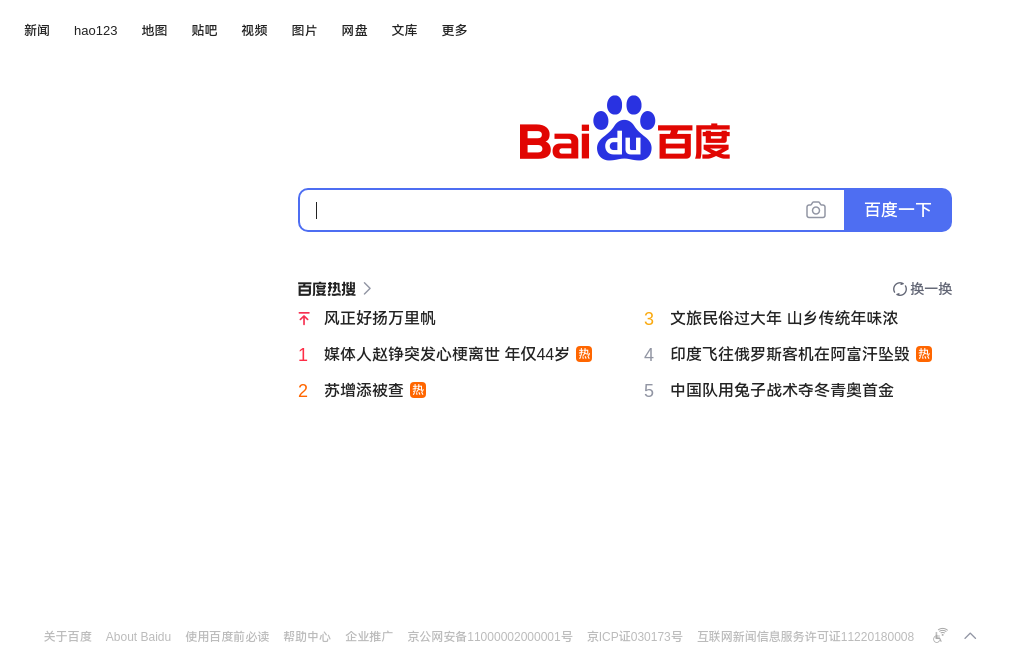 新闻 hao123 地图 贴吧 视频 图片 网盘 文库 更多
Bai du 百度
百度一下
百度热搜 换一换
风正好扬万里帆
1 媒体人赵铮突发心梗离世 年仅44岁 热
2 苏增添被查 热
3 文旅民俗过大年 山乡传统年味浓
4 印度飞往俄罗斯客机在阿富汗坠毁 热
5 中国队用兔子战术夺冬青奥首金
关于百度 About Baidu 使用百度前必读 帮助中心 企业推广 京公网安备11000002000001号 京ICP证030173号 互联网新闻信息服务许可证11220180008